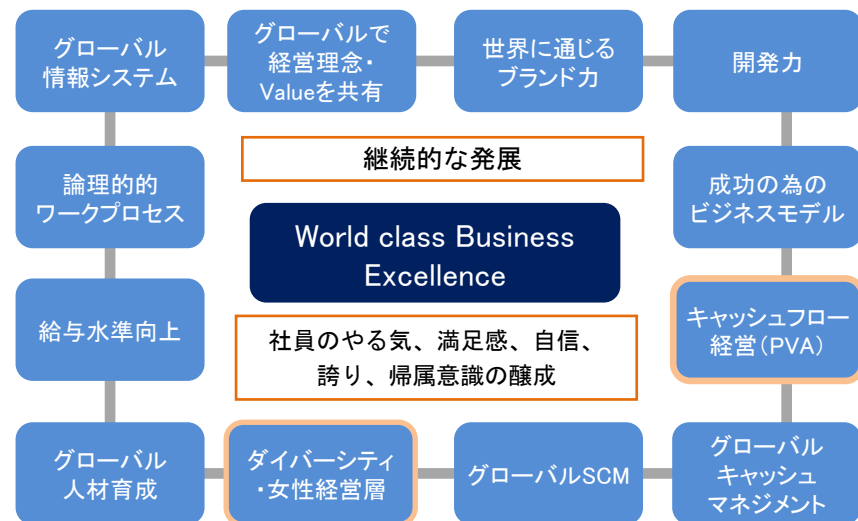 グローバル
情報システム
グローバルで
経営理念・
Valueを共有
世界に通じる
ブランド力
開発力
継続的な発展
論理的的
ワークプロセス
成功の為の
ビジネスモデル
World class Business
Excellence
給与水準向上
キャッシュフロー
経営（PVA）
社員のやる気、満足感、自信、
誇り、帰属意識の醸成
グローバル
人材育成
ダイバーシティ
・女性経営層
グローバルSCM
グローバル
キャッシュ
マネジメント